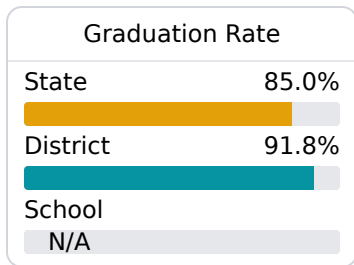 Graduation Rate
State 85.0%
District 91.8%
School
N/A